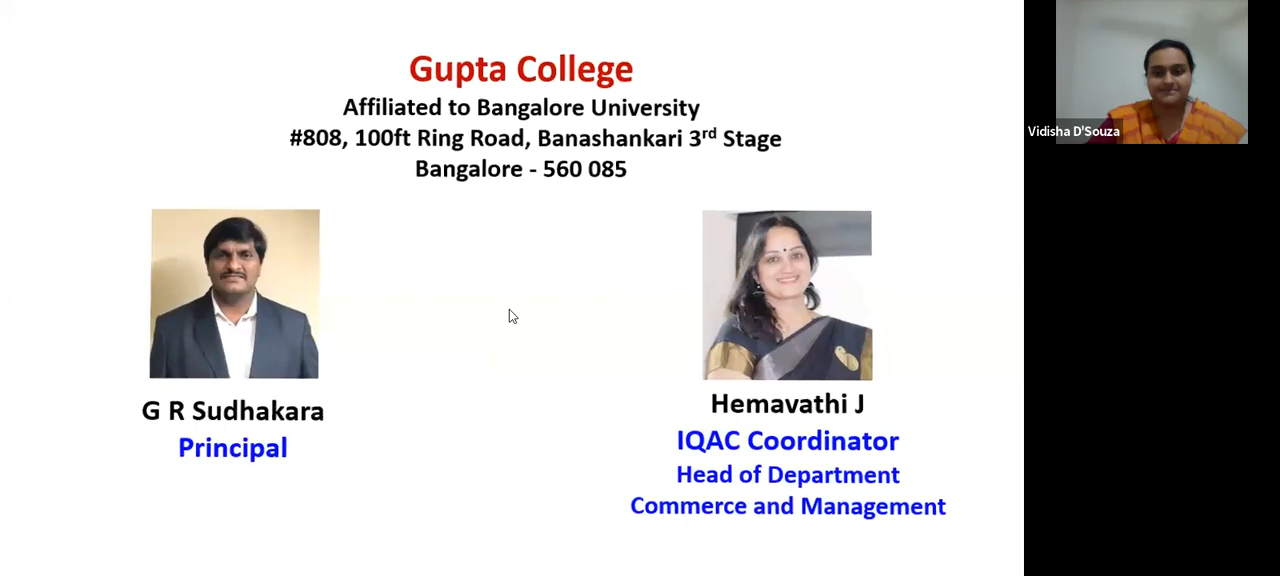 Gupta College
Affiliated to Bangalore University
#808, 100ft Ring Road, Banashankari 3rd Stage
Bangalore - 560 085
G R Sudhakara
Principal
Hemavathi J
IQAC Coordinator
Head of Department
Commerce and Management
Vidisha D'Souza